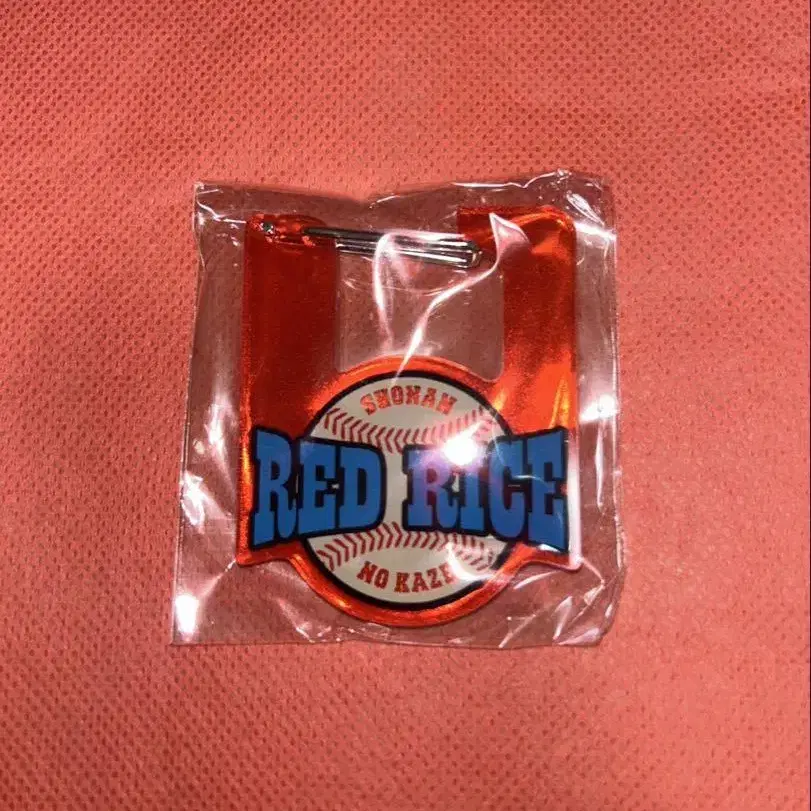 SHONAN
RED RICE
NO KAZE